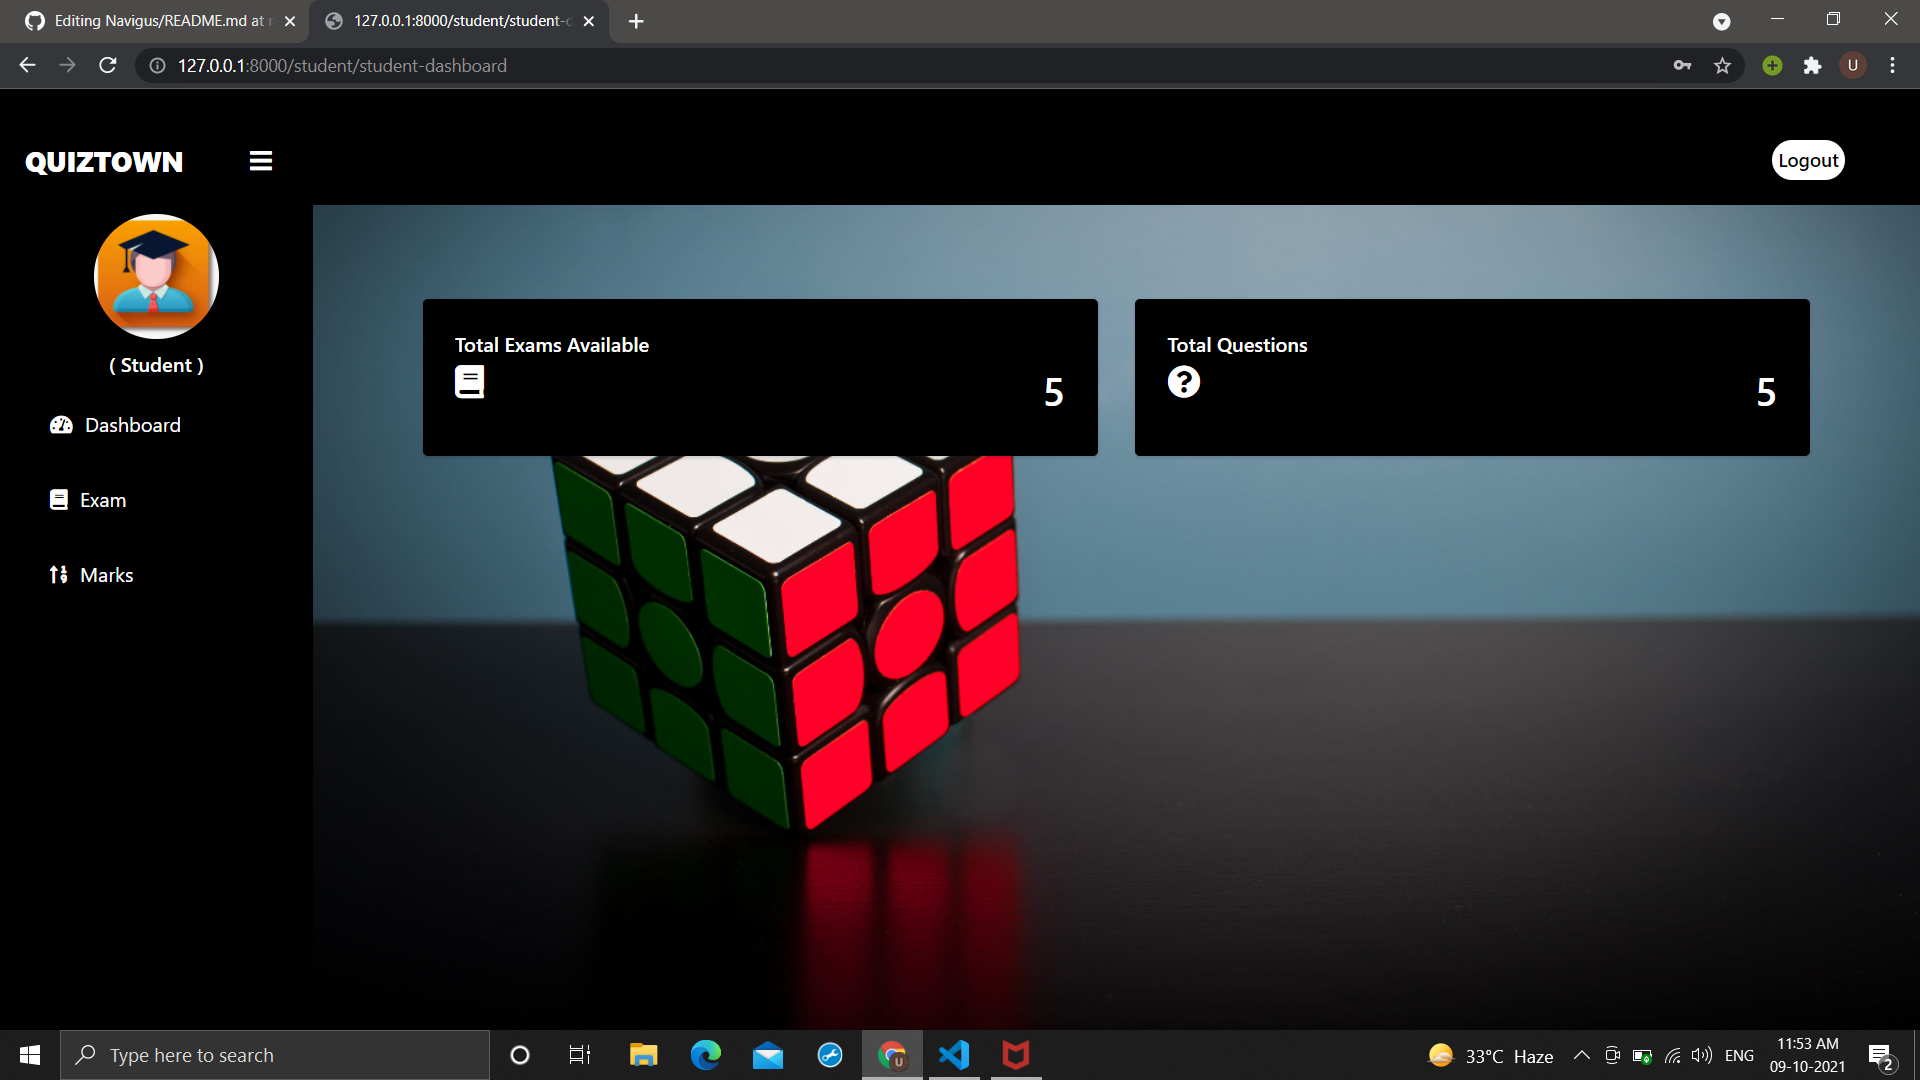 Editing Navigus/README.md at
127.0.0.1:8000/student/student-d
127.0.0.1:8000/student/student-dashboard
U
QUIZTOWN
Logout
( Student )
Dashboard
Exam
Marks
Total Exams Available
5
Total Questions
5
Type here to search
U
33°C Haze
ENG
11:53 AM
09-10-2021
2